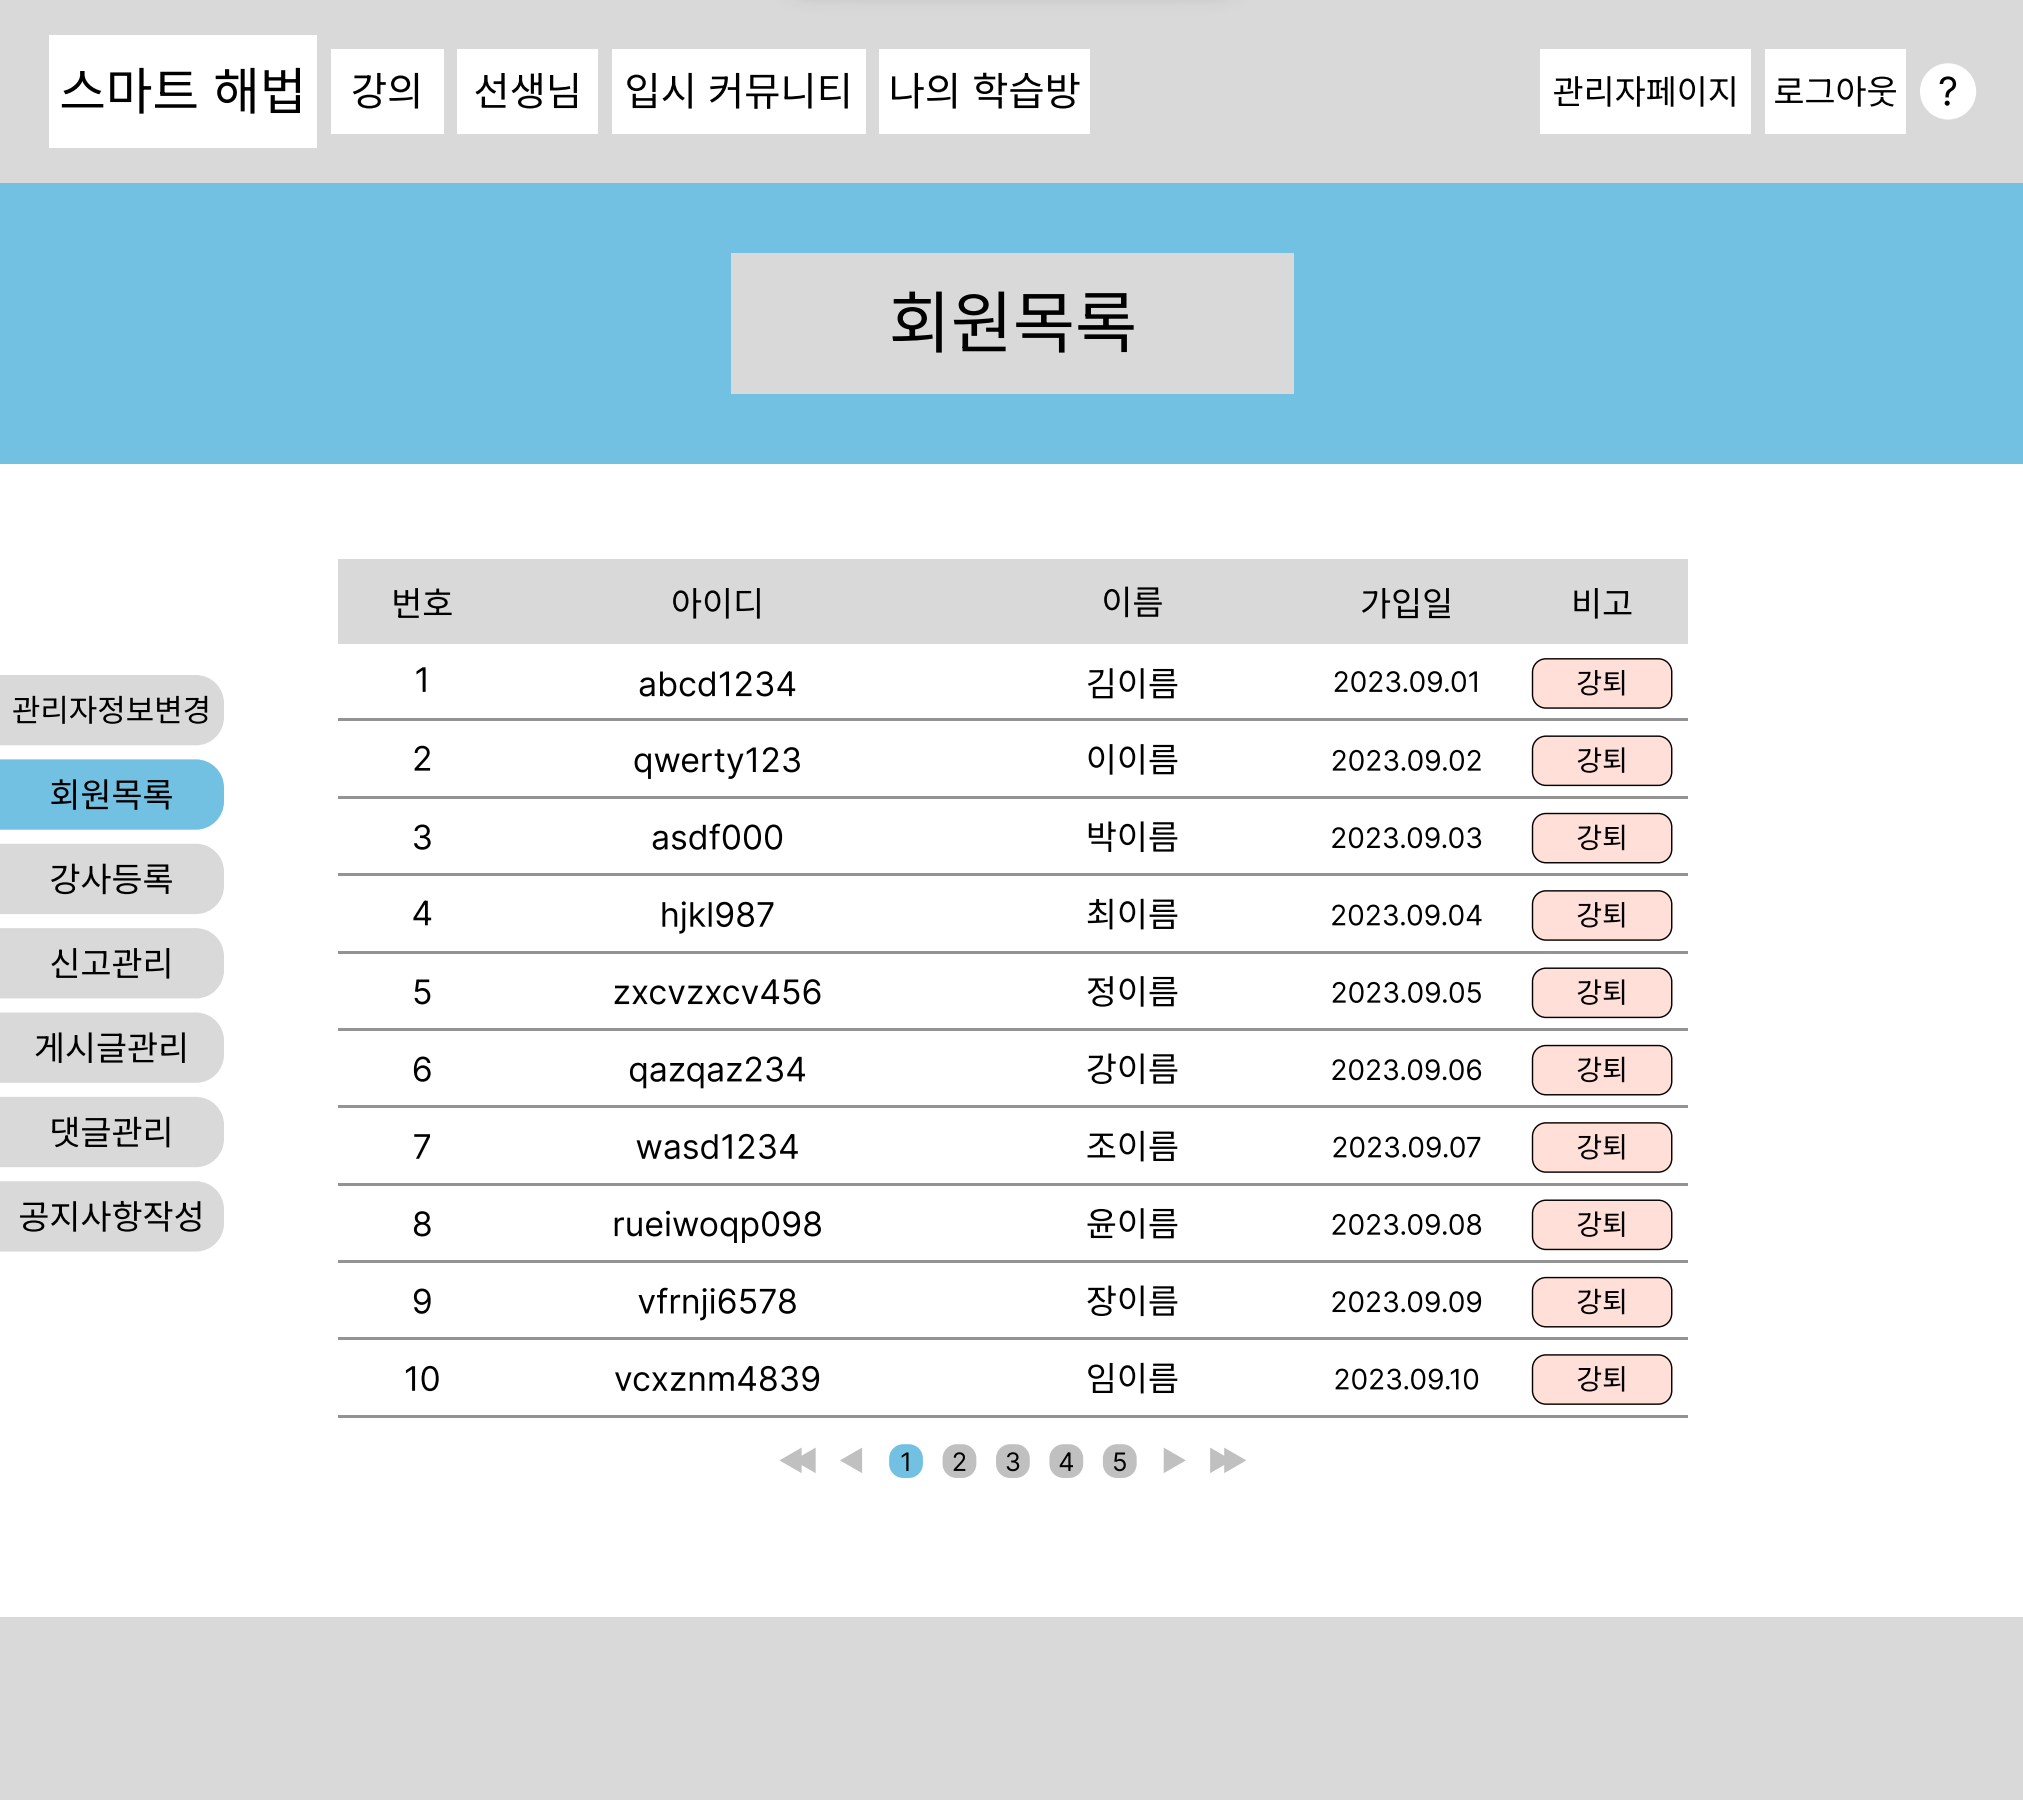 스마트 해법 강의 선생님 입시 커뮤니티 나의 학습방 관리자페이지 로그아웃 ?
회원목록
번호 아이디 이름 가입일 비고
1 abcd1234 김이름 2023.09.01 강퇴
2 qwerty123 이이름 2023.09.02 강퇴
3 asdf000 박이름 2023.09.03 강퇴
4 hjkl987 최이름 2023.09.04 강퇴
5 zxcvzxcv456 정이름 2023.09.05 강퇴
6 qazqaz234 강이름 2023.09.06 강퇴
7 wasd1234 조이름 2023.09.07 강퇴
8 rueiwoqp098 윤이름 2023.09.08 강퇴
9 vfrnji6578 장이름 2023.09.09 강퇴
10 vcxznm4839 임이름 2023.09.10 강퇴
관리자정보변경
회원목록
강사등록
신고관리
게시글관리
댓글관리
공지사항작성
1 2 3 4 5